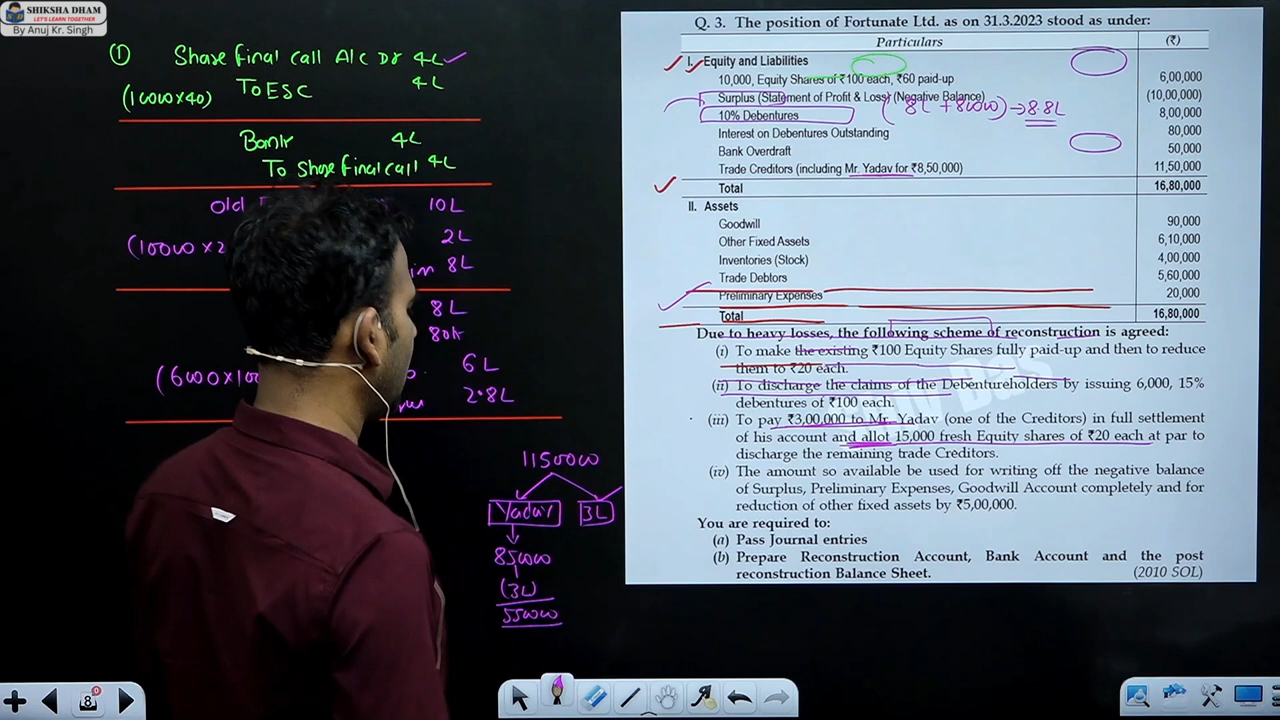 SHIKSHA DHAM
LET'S LEARN TOGETHER
By Anuj Kr. Singh
① Share final call A/c Dr 4L
(10000×40) To ESC 4L
Bank 4L
To Share final call 4L
Old 10L
(10000×2 2L
in 8L
8L
80k
(6000×100 6L
2.8L
1150000
Yadav 3L
850000
(3L)
550000
Q. 3. The position of Fortunate Ltd. as on 31.3.2023 stood as under:
Particulars (₹)
I. Equity and Liabilities
10,000, Equity Shares of ₹100 each, ₹60 paid-up 6,00,000
Surplus (Statement of Profit & Loss) (Negative Balance) (10,00,000)
10% Debentures (8L + 80000) → 8.8L 8,00,000
Interest on Debentures Outstanding 80,000
Bank Overdraft 50,000
Trade Creditors (including Mr. Yadav for ₹8,50,000) 11,50,000
Total 16,80,000
II. Assets
Goodwill 90,000
Other Fixed Assets 6,10,000
Inventories (Stock) 4,00,000
Trade Debtors 5,60,000
Preliminary Expenses 20,000
Total 16,80,000
Due to heavy losses, the following scheme of reconstruction is agreed:
(i) To make the existing ₹100 Equity Shares fully paid-up and then to reduce
them to ₹20 each.
(ii) To discharge the claims of the Debentureholders by issuing 6,000, 15%
debentures of ₹100 each.
(iii) To pay ₹3,00,000 to Mr. Yadav (one of the Creditors) in full settlement
of his account and allot 15,000 fresh Equity shares of ₹20 each at par to
discharge the remaining trade Creditors.
(iv) The amount so available be used for writing off the negative balance
of Surplus, Preliminary Expenses, Goodwill Account completely and for
reduction of other fixed assets by ₹5,00,000.
You are required to:
(a) Pass Journal entries
(b) Prepare Reconstruction Account, Bank Account and the post
reconstruction Balance Sheet. (2010 SOL)
8